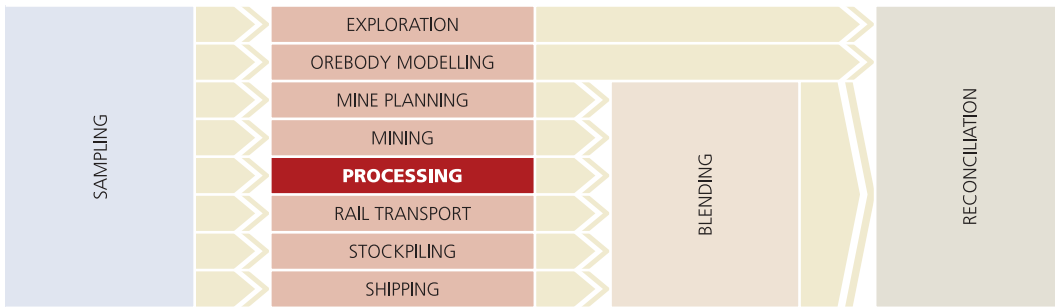 SAMPLING
EXPLORATION
OREBODY MODELLING
MINE PLANNING
MINING
PROCESSING
RAIL TRANSPORT
STOCKPILING
SHIPPING
BLENDING
RECONCILIATION